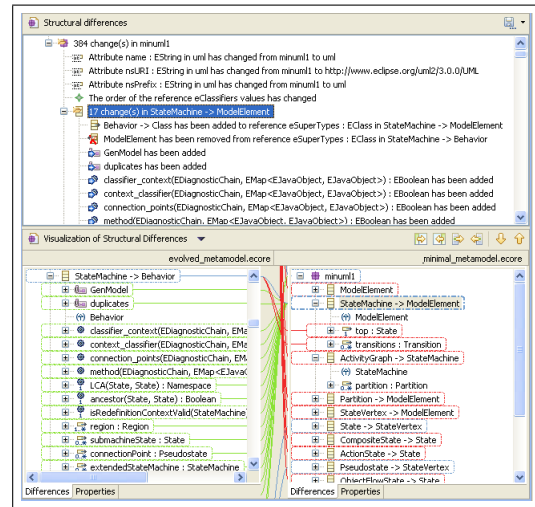 Structural differences
384 change(s) in minuml1
Attribute name : EString in uml has changed from minuml1 to uml
Attribute nsURI : EString in uml has changed from minuml1 to http://www.eclipse.org/uml2/3.0.0/UML
Attribute nsPrefix : EString in uml has changed from minuml1 to uml
The order of the reference eClassifiers values has changed
17 change(s) in StateMachine -> ModelElement
Behavior -> Class has been added to reference eSuperTypes : EClass in StateMachine -> ModelElement
ModelElement has been removed from reference eSuperTypes : EClass in StateMachine -> Behavior
GenModel has been added
duplicates has been added
classifier_context(EDiagnosticChain, EMap<EJavaObject, EJavaObject>) : EBoolean has been added
context_classifier(EDiagnosticChain, EMap<EJavaObject, EJavaObject>) : EBoolean has been added
connection_points(EDiagnosticChain, EMap<EJavaObject, EJavaObject>) : EBoolean has been added
method(EDiagnosticChain, EMap<EJavaObject, EJavaObject>) : EBoolean has been added
Visualization of Structural Differences
evolved_metamodel.ecore
minimal_metamodel.ecore
StateMachine -> Behavior
GenModel
duplicates
Behavior
classifier_context(EDiagnosticChain, EMa
context_classifier(EDiagnosticChain, EMa
connection_points(EDiagnosticChain, EMa
method(EDiagnosticChain, EMap<EJavaO
LCA(State, State) : Namespace
ancestor(State, State) : Boolean
isRedefinitionContextValid(StateMachine)
region : Region
submachineState : State
connectionPoint : Pseudostate
extendedStateMachine : StateMachine
minuml1
ModelElement
StateMachine -> ModelElement
ModelElement
top : State
transitions : Transition
ActivityGraph -> StateMachine
StateMachine
partition : Partition
Partition -> ModelElement
StateVertex -> ModelElement
State -> StateVertex
CompositeState -> State
ActionState -> State
Pseudostate -> StateVertex
ObjectFlowState -> State
Differences Properties
Differences Properties